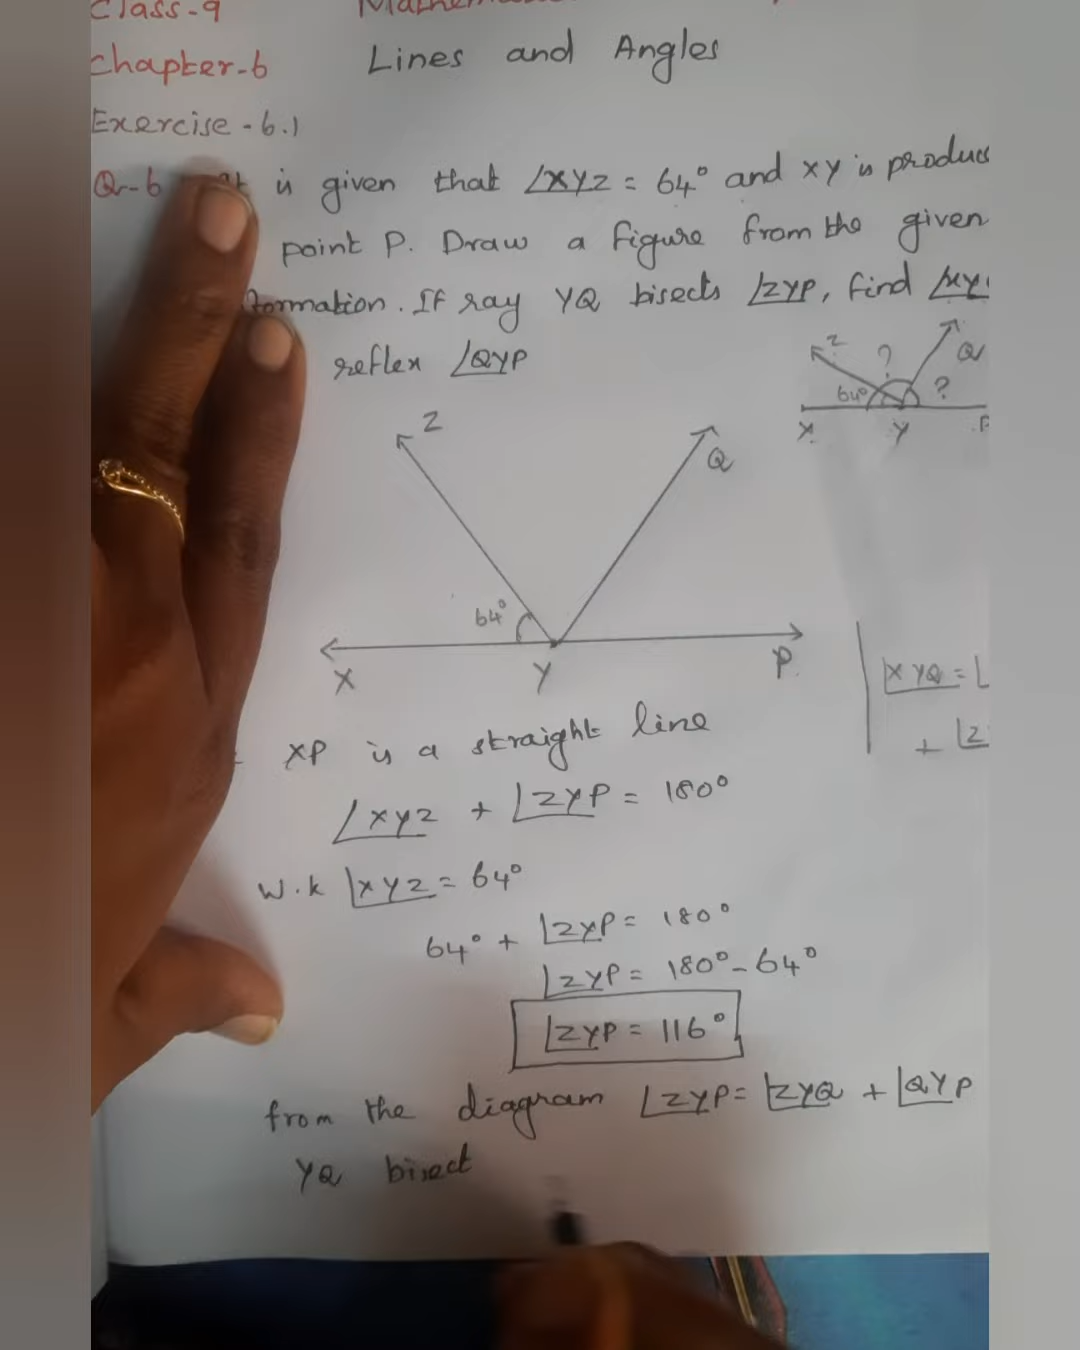 Class-9
Chapter-6 Lines and Angles
Exercise-6.1
Q-6 is given that ∠XYZ = 64° and XY is
point P. Draw a figure from the given
formation. If ray YQ bisects ∠ZYP, find
reflex ∠QYP
Z
Q
64°
X Y P
Z ? Q
64° ?
X Y P
∠XYQ = ∠
+ ∠Z
XP is a straight line
∠XYZ + ∠ZYP = 180°
W.k ∠XYZ = 64°
64° + ∠ZYP = 180°
∠ZYP = 180° - 64°
∠ZYP = 116°
from the diagram ∠ZYP = ∠ZYQ + ∠QYP
YQ bisect